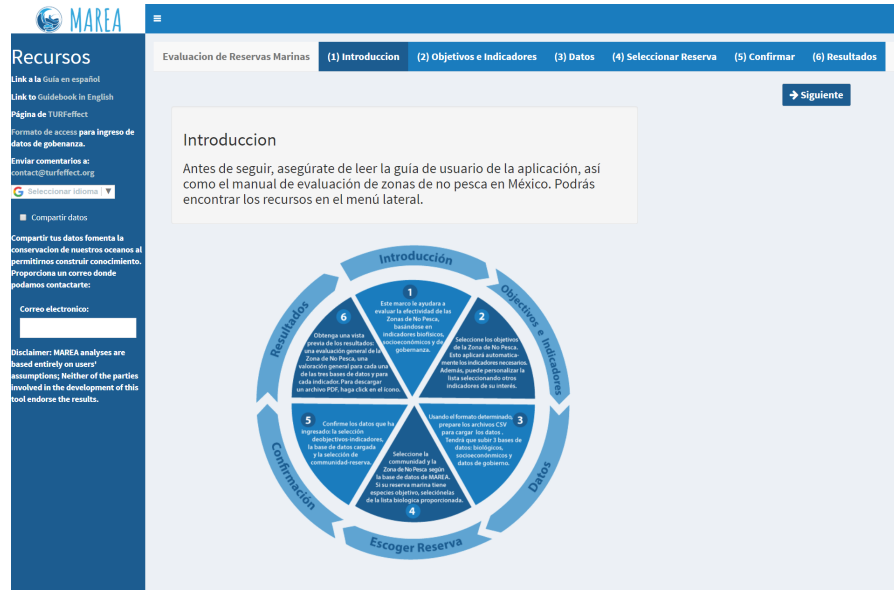 MAREA
Recursos
Link a la Guía en español
Link to Guidebook in English
Página de TURFeffect
Formato de access para ingreso de
datos de gobenanza.
Enviar comentarios a:
contact@turfeffect.org
Seleccionar idioma ▼
Compartir datos
Compartir tus datos fomenta la
conservacion de nuestros oceanos al
permitirnos construir conocimiento.
Proporciona un correo donde
podamos contactarte:
Correo electronico:
Disclaimer: MAREA analyses are
based entirely on users'
assumptions; Neither of the parties
involved in the development of this
tool endorse the results.
Evaluacion de Reservas Marinas
(1) Introduccion
(2) Objetivos e Indicadores
(3) Datos
(4) Seleccionar Reserva
(5) Confirmar
(6) Resultados
→ Siguiente
Introduccion
Antes de seguir, asegúrate de leer la guía de usuario de la aplicación, así
como el manual de evaluación de zonas de no pesca en México. Podrás
encontrar los recursos en el menú lateral.
Introducción
1
Este marco le ayudara a
evaluar la efectividad de las
Zonas de No Pesca,
basándose en
indicadores biofísicos,
socioeconómicos y de
gobernanza.
Objectivos e Indicadores
2
Seleccione los objetivos
de la Zona de No Pesca.
Esto aplicará automatica-
mente los indicadores necesarios.
Además, puede personalizar la
lista seleccionando otros
indicadores de su interés.
Datos
Usando el formato determinado, 3
prepare los archivos CSV
para cargar los datos .
Tendrá que subir 3 bases de
datos: biológicos,
socioeconónmicos y
datos de gobierno.
Escoger Reserva
Seleccione la
communidad y la
Zona de No Pesca según
la base de datos de MAREA.
Si su reserva marina tiene
especies objetivo, seleciónelas
de la lista biologica proporcionada.
4
Confirmación
5
Confirma los datos que ha
ingresado: la selección
deobjectivos-indicadores,
la base de datos cargada
y la selección de
communidad-reserva.
Resultados
6
Obtenga una vista
previa de los resultados:
una evaluación general de la
Zona de No Pesca, una
valoración general para cada una
de las tres bases de datos y para
cada indicador. Para descargar
un archivo PDF, haga click en el ícono.